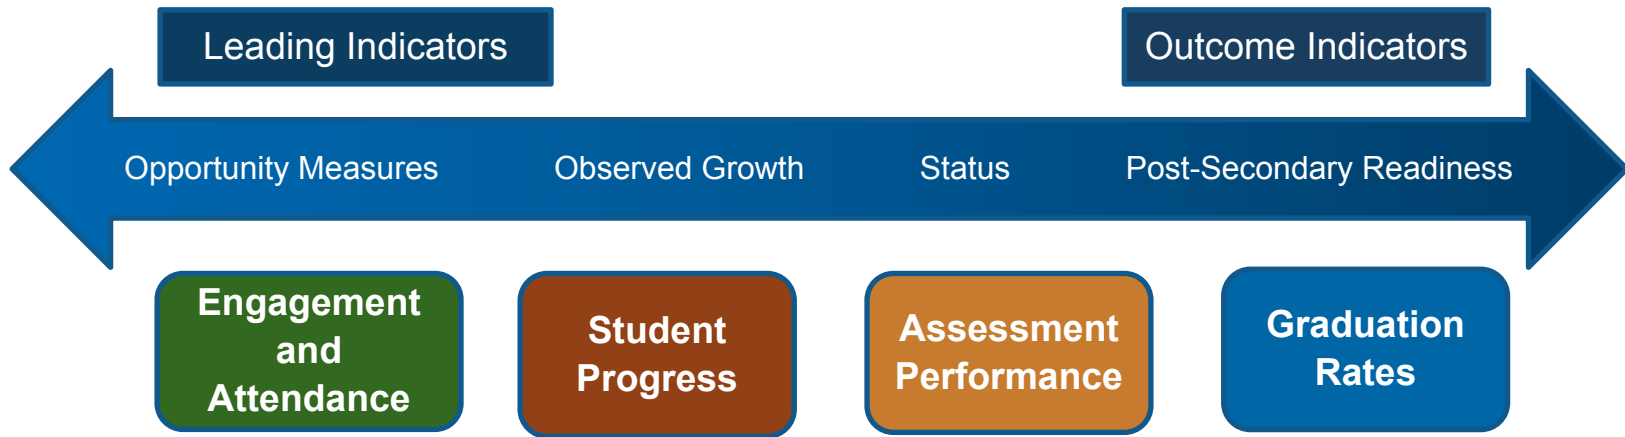 Leading Indicators
Outcome Indicators
Opportunity Measures
Observed Growth
Status
Post-Secondary Readiness
Engagement
and
Attendance
Student
Progress
Assessment
Performance
Graduation
Rates